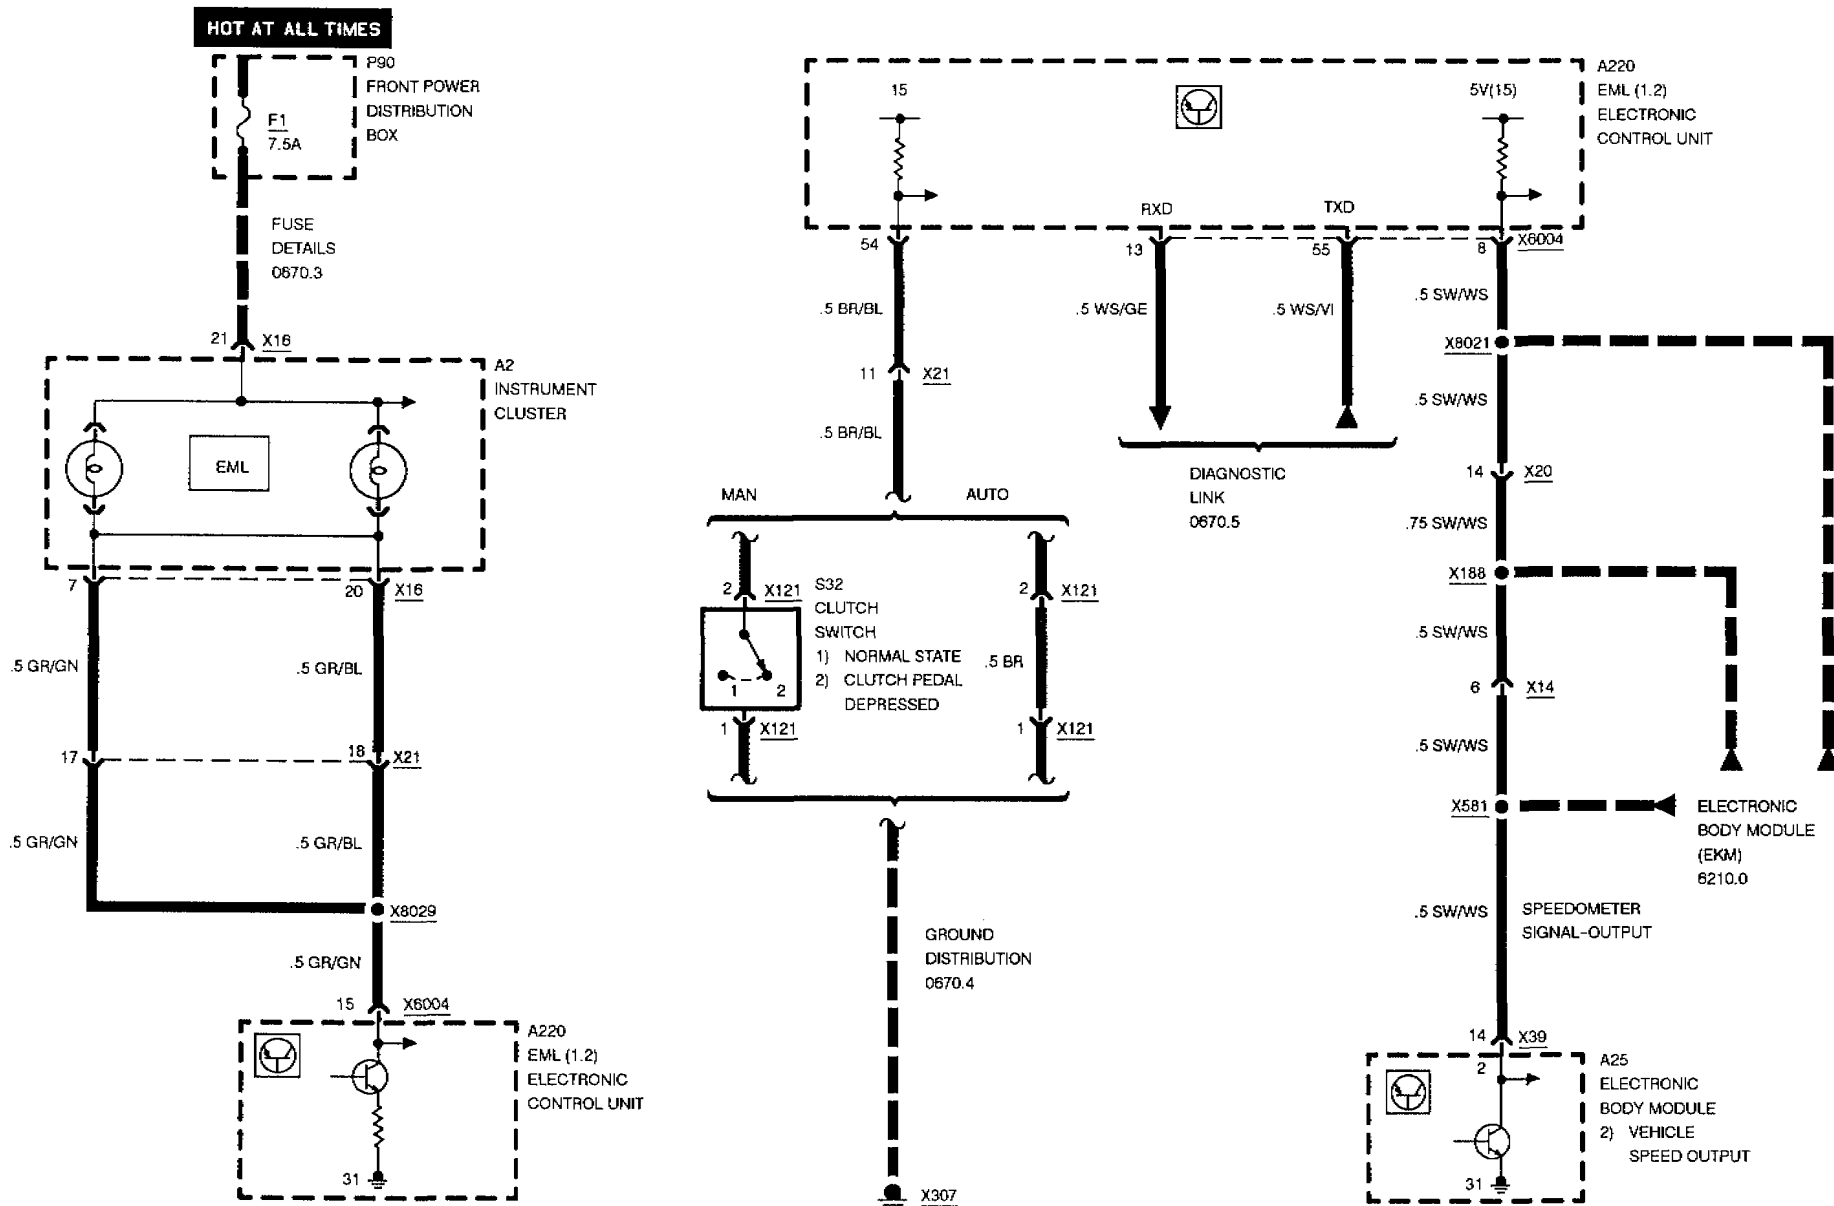 HOT AT ALL TIMES
P90
FRONT POWER
DISTRIBUTION
BOX
F1
7.5A
FUSE
DETAILS
0670.3
21
X16
A2
INSTRUMENT
CLUSTER
EML
7
20
X16
.5 GR/GN
.5 GR/BL
17
18
X21
.5 GR/GN
.5 GR/BL
X8029
.5 GR/GN
15
X6004
A220
EML (1.2)
ELECTRONIC
CONTROL UNIT
31
A220
EML (1.2)
ELECTRONIC
CONTROL UNIT
15
5V(15)
RXD
TXD
54
13
55
8
X6004
.5 BR/BL
.5 WS/GE
.5 WS/VI
.5 SW/WS
11
X21
.5 BR/BL
DIAGNOSTIC
LINK
0670.5
MAN
AUTO
2
X121
S32
CLUTCH
SWITCH
1) NORMAL STATE
2) CLUTCH PEDAL
DEPRESSED
1
2
1
X121
2
X121
.5 BR
1
X121
GROUND
DISTRIBUTION
0670.4
X307
X8021
.5 SW/WS
14
X20
.75 SW/WS
X188
.5 SW/WS
6
X14
.5 SW/WS
X581
ELECTRONIC
BODY MODULE
(EKM)
6210.0
.5 SW/WS
SPEEDOMETER
SIGNAL-OUTPUT
14
X39
2
A25
ELECTRONIC
BODY MODULE
2) VEHICLE
SPEED OUTPUT
31